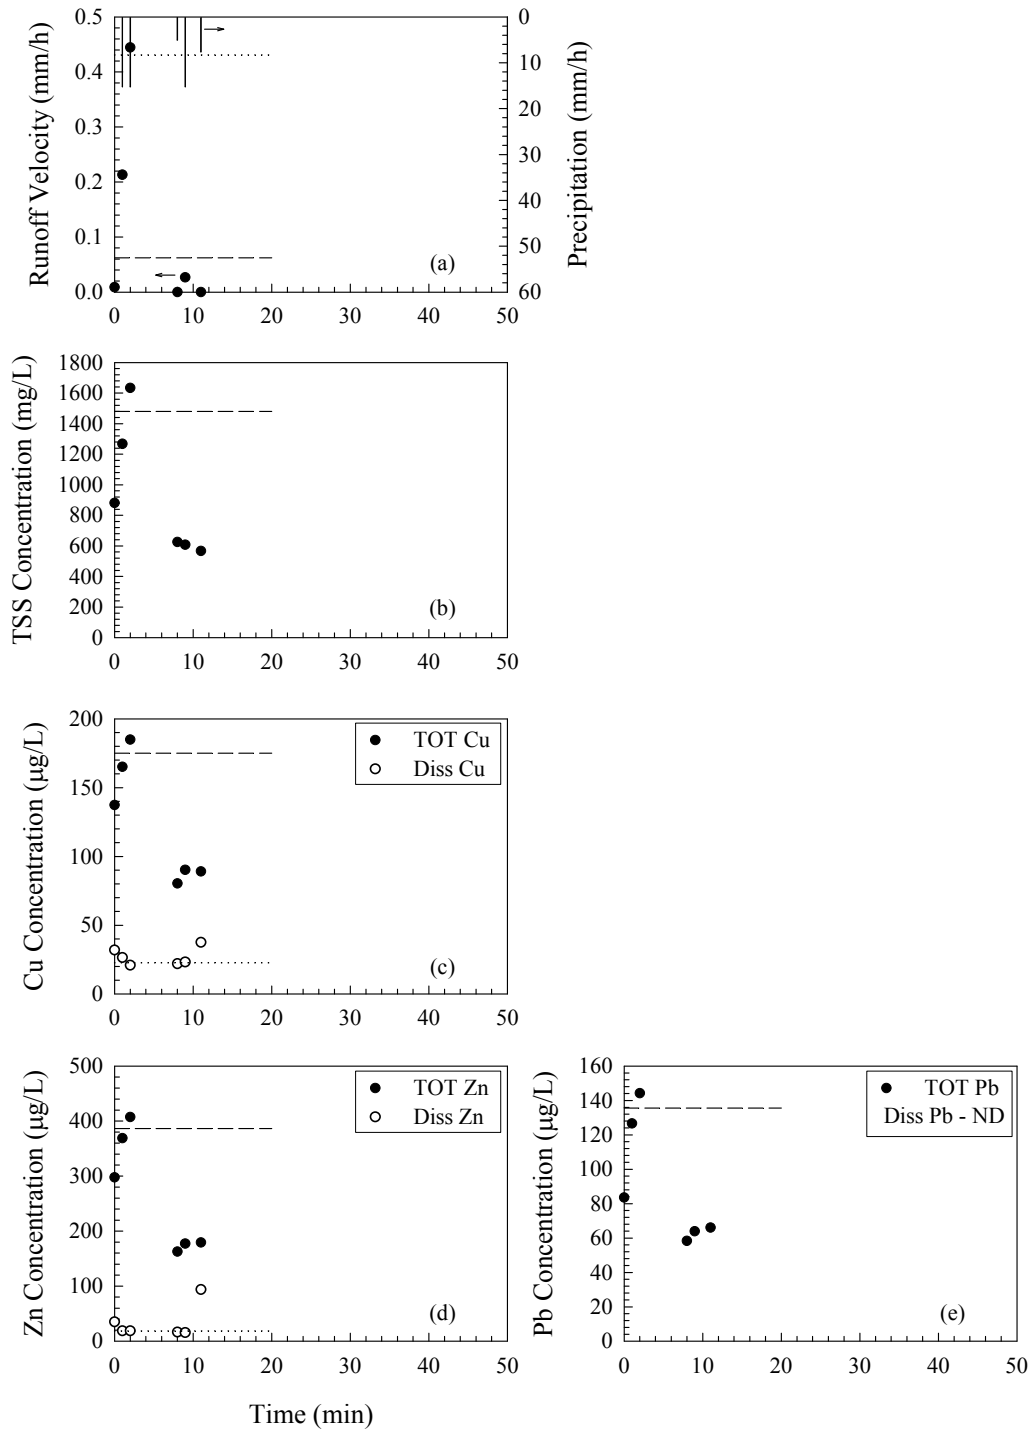 0.5
0.4
0.3
0.2
0.1
0.0
Runoff Velocity (mm/h)
0
10
20
30
40
50
60
Precipitation (mm/h)
(a)
0 10 20 30 40 50
1800
1600
1400
1200
1000
800
600
400
200
0
TSS Concentration (mg/L)
(b)
0 10 20 30 40 50
200
150
100
50
0
Cu Concentration (μg/L)
TOT Cu
Diss Cu
(c)
0 10 20 30 40 50
500
400
300
200
100
0
Zn Concentration (μg/L)
TOT Zn
Diss Zn
(d)
0 10 20 30 40 50
Time (min)
160
140
120
100
80
60
40
20
0
Pb Concentration (μg/L)
TOT Pb
Diss Pb - ND
(e)
0 10 20 30 40 50